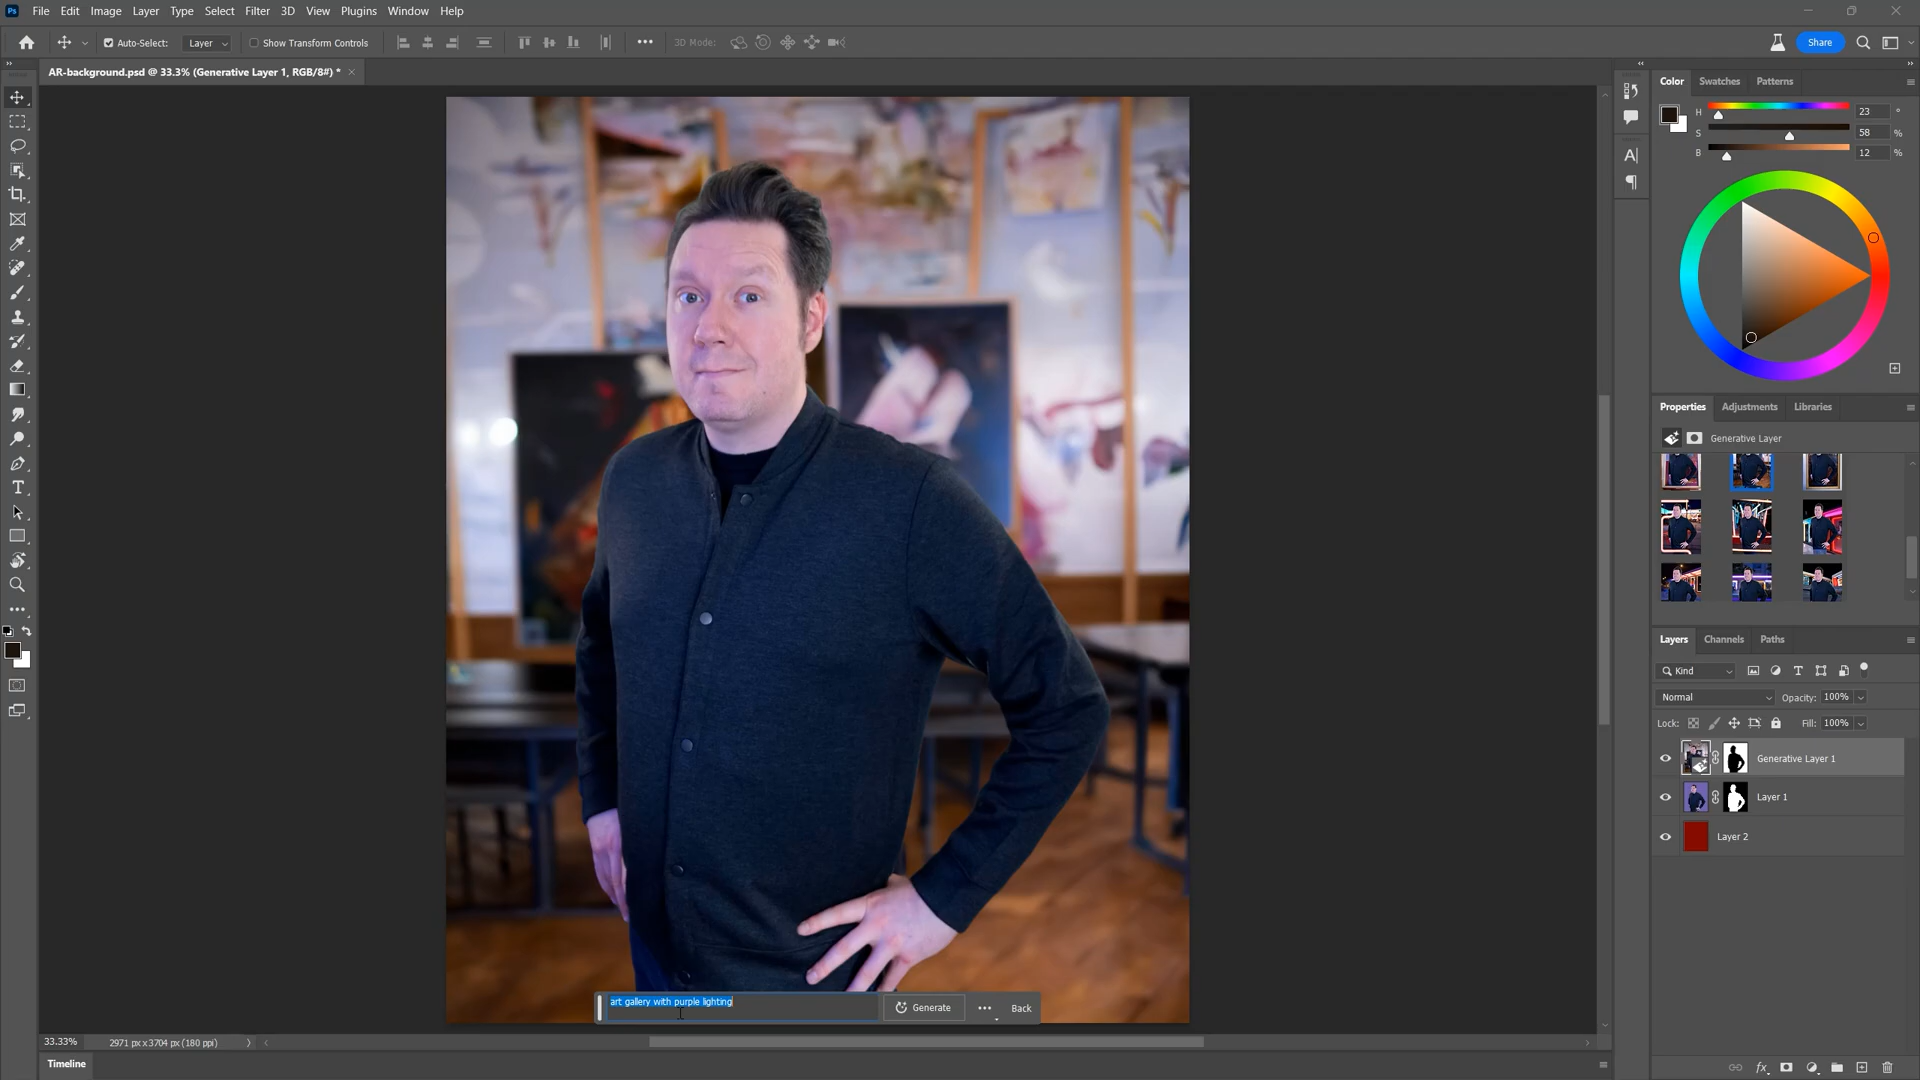 Ps File Edit Image Layer Type Select Filter 3D View Plugins Window Help
Auto-Select: Layer Show Transform Controls 3D Mode: Share
AR-background.psd @ 33.3% (Generative Layer 1, RGB/8#) *
Color Swatches Patterns
H 23 °
S 58 %
B 12 %
Properties Adjustments Libraries
Generative Layer
Layers Channels Paths
Kind
Normal Opacity: 100%
Lock: Fill: 100%
Generative Layer 1
Layer 1
Layer 2
art gallery with purple lighting
Generate Back
33.33% 2971 px x 3704 px (180 ppi)
Timeline
fx